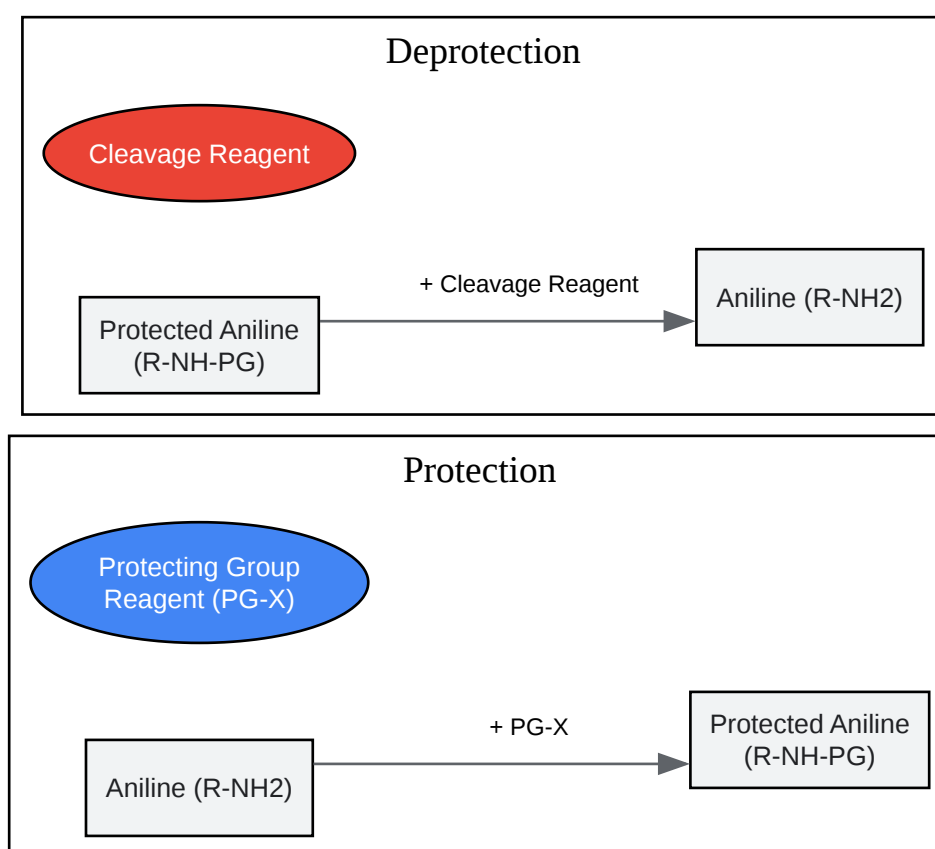 Deprotection
Cleavage Reagent
+ Cleavage Reagent
Aniline (R-NH2)
Protected Aniline
(R-NH-PG)
Protection
Protecting Group
Reagent (PG-X)
+ PG-X
Protected Aniline
(R-NH-PG)
Aniline (R-NH2)